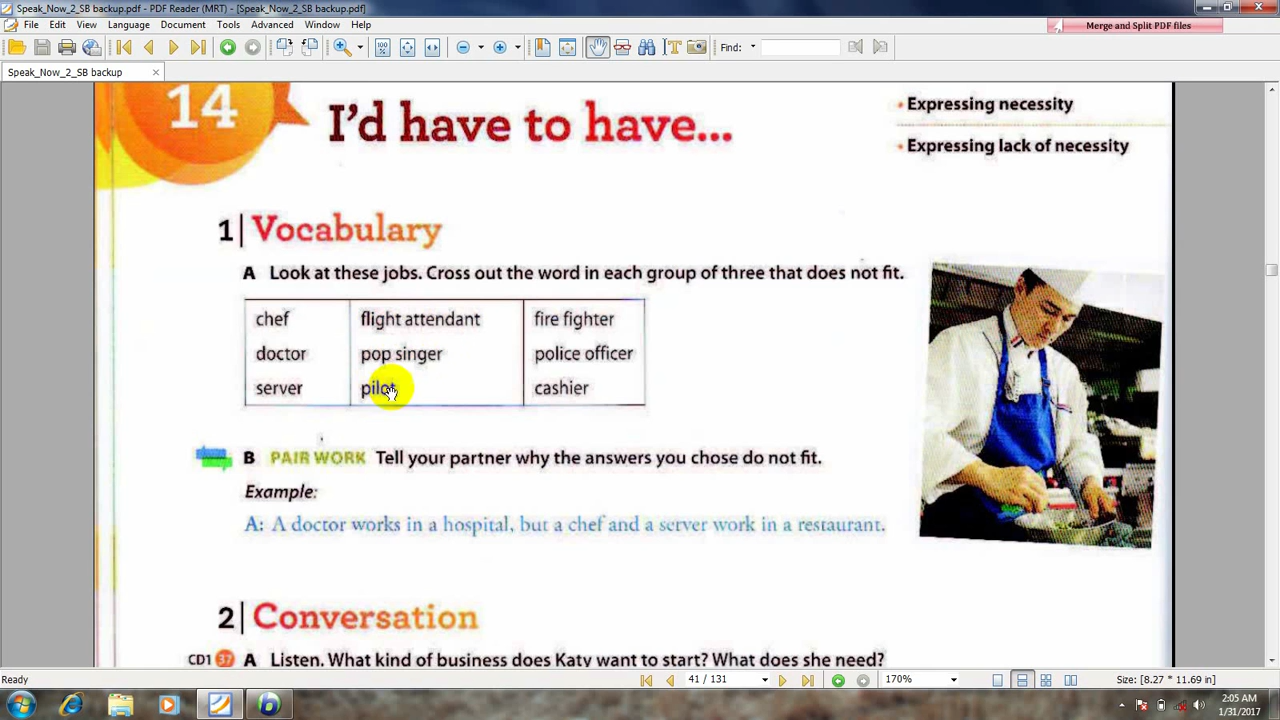 Speak_Now_2_SB backup.pdf - PDF Reader (MRT) - [Speak_Now_2_SB backup.pdf]
File Edit View Language Document Tools Advanced Window Help
Merge and Split PDF files
Find:
Speak_Now_2_SB backup
14
I'd have to have...
• Expressing necessity
• Expressing lack of necessity
1 Vocabulary
A Look at these jobs. Cross out the word in each group of three that does not fit.
chef flight attendant fire fighter
doctor pop singer police officer
server pilot cashier
B PAIR WORK Tell your partner why the answers you chose do not fit.
Example:
A: A doctor works in a hospital, but a chef and a server work in a restaurant.
2 Conversation
CD1 37 A Listen. What kind of business does Katy want to start? What does she need?
Ready 41 / 131 170% Size: [8.27 * 11.69 in]
2:05 AM
1/31/2017